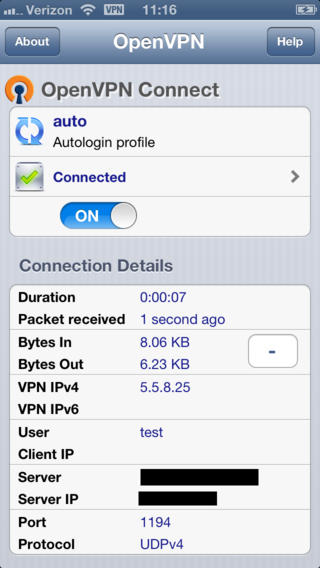 Verizon VPN 11:16
About OpenVPN Help
OpenVPN Connect
auto
Autologin profile
Connected
ON
Connection Details
Duration 0:00:07
Packet received 1 second ago
Bytes In 8.06 KB
-
Bytes Out 6.23 KB
VPN IPv4 5.5.8.25
VPN IPv6
User test
Client IP
Server
Server IP
Port 1194
Protocol UDPv4